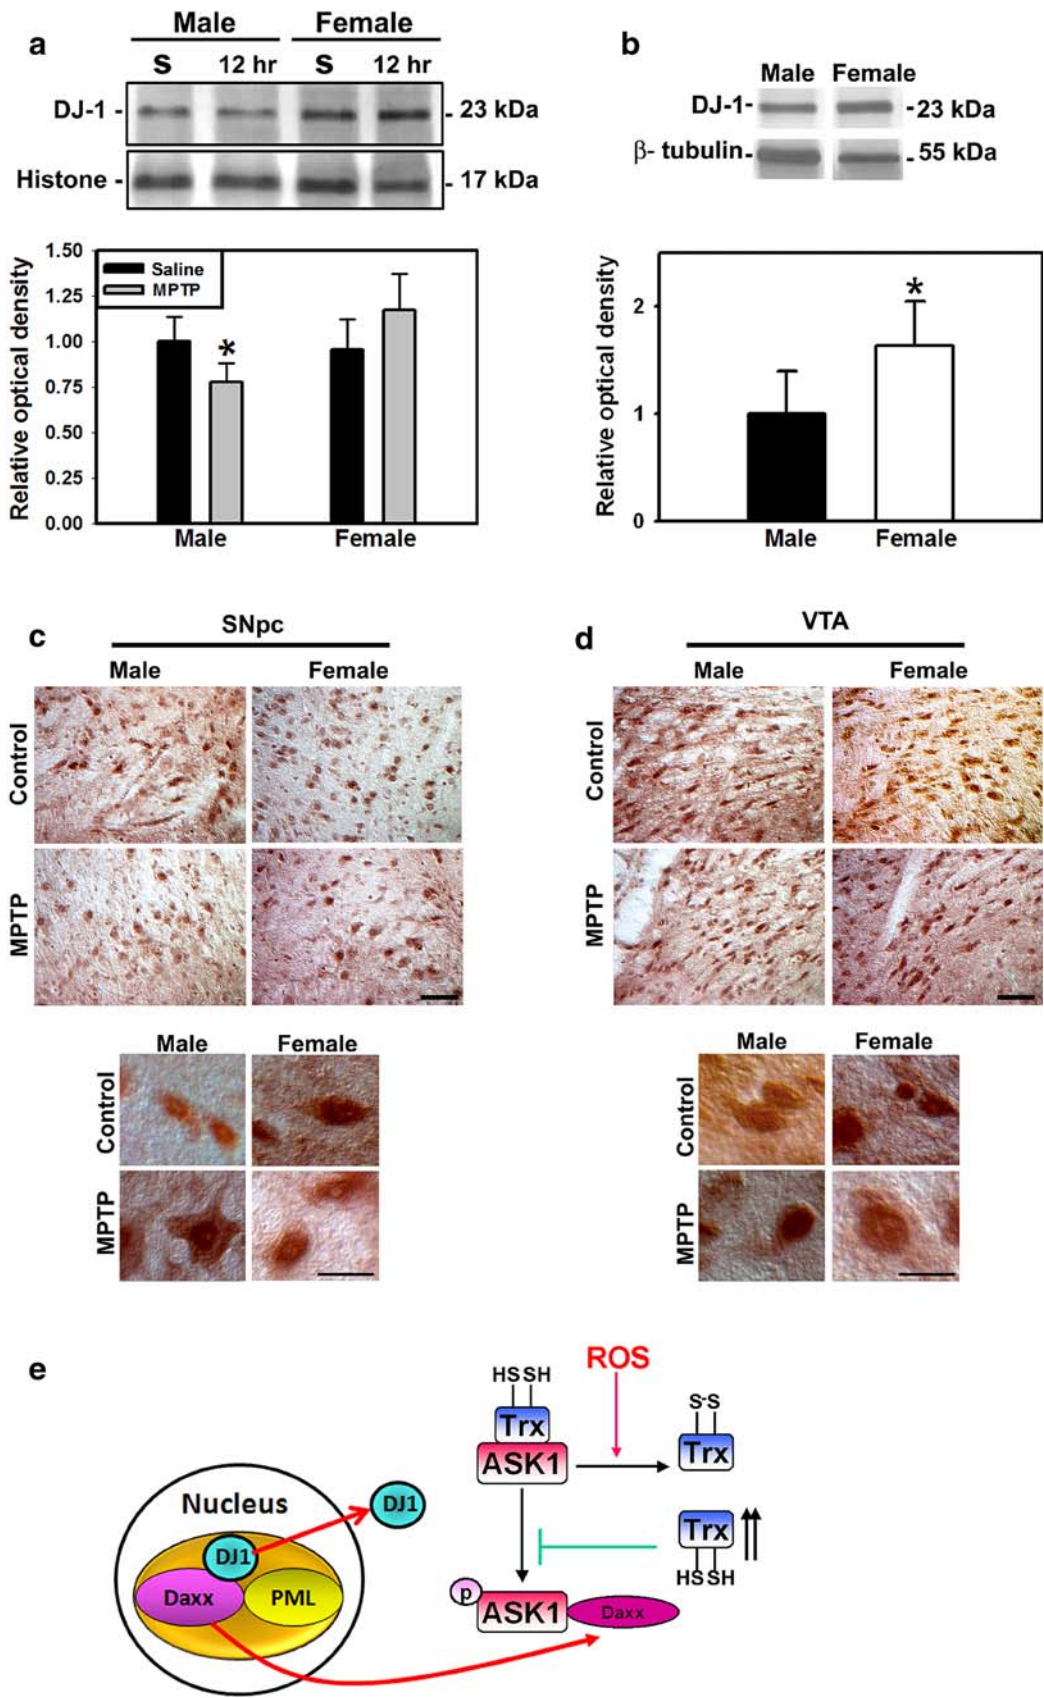 a
Male Female
S 12 hr S 12 hr
DJ-1 - - 23 kDa
Histone - - 17 kDa
Relative optical density
1.50
1.25
1.00
0.75
0.50
0.25
0.00
Saline
MPTP
*
Male Female
b
Male Female
DJ-1- -23 kDa
β- tubulin- - 55 kDa
Relative optical density
2
1
0
*
Male Female
c
SNpc
Male Female
Control
MPTP
Male Female
Control
MPTP
d
VTA
Male Female
Control
MPTP
Male Female
Control
MPTP
e
Nucleus
DJ1
Daxx PML
DJ1
HS SH
Trx
ASK1
ROS
S-S
Trx
Trx
HS SH
p
ASK1 Daxx